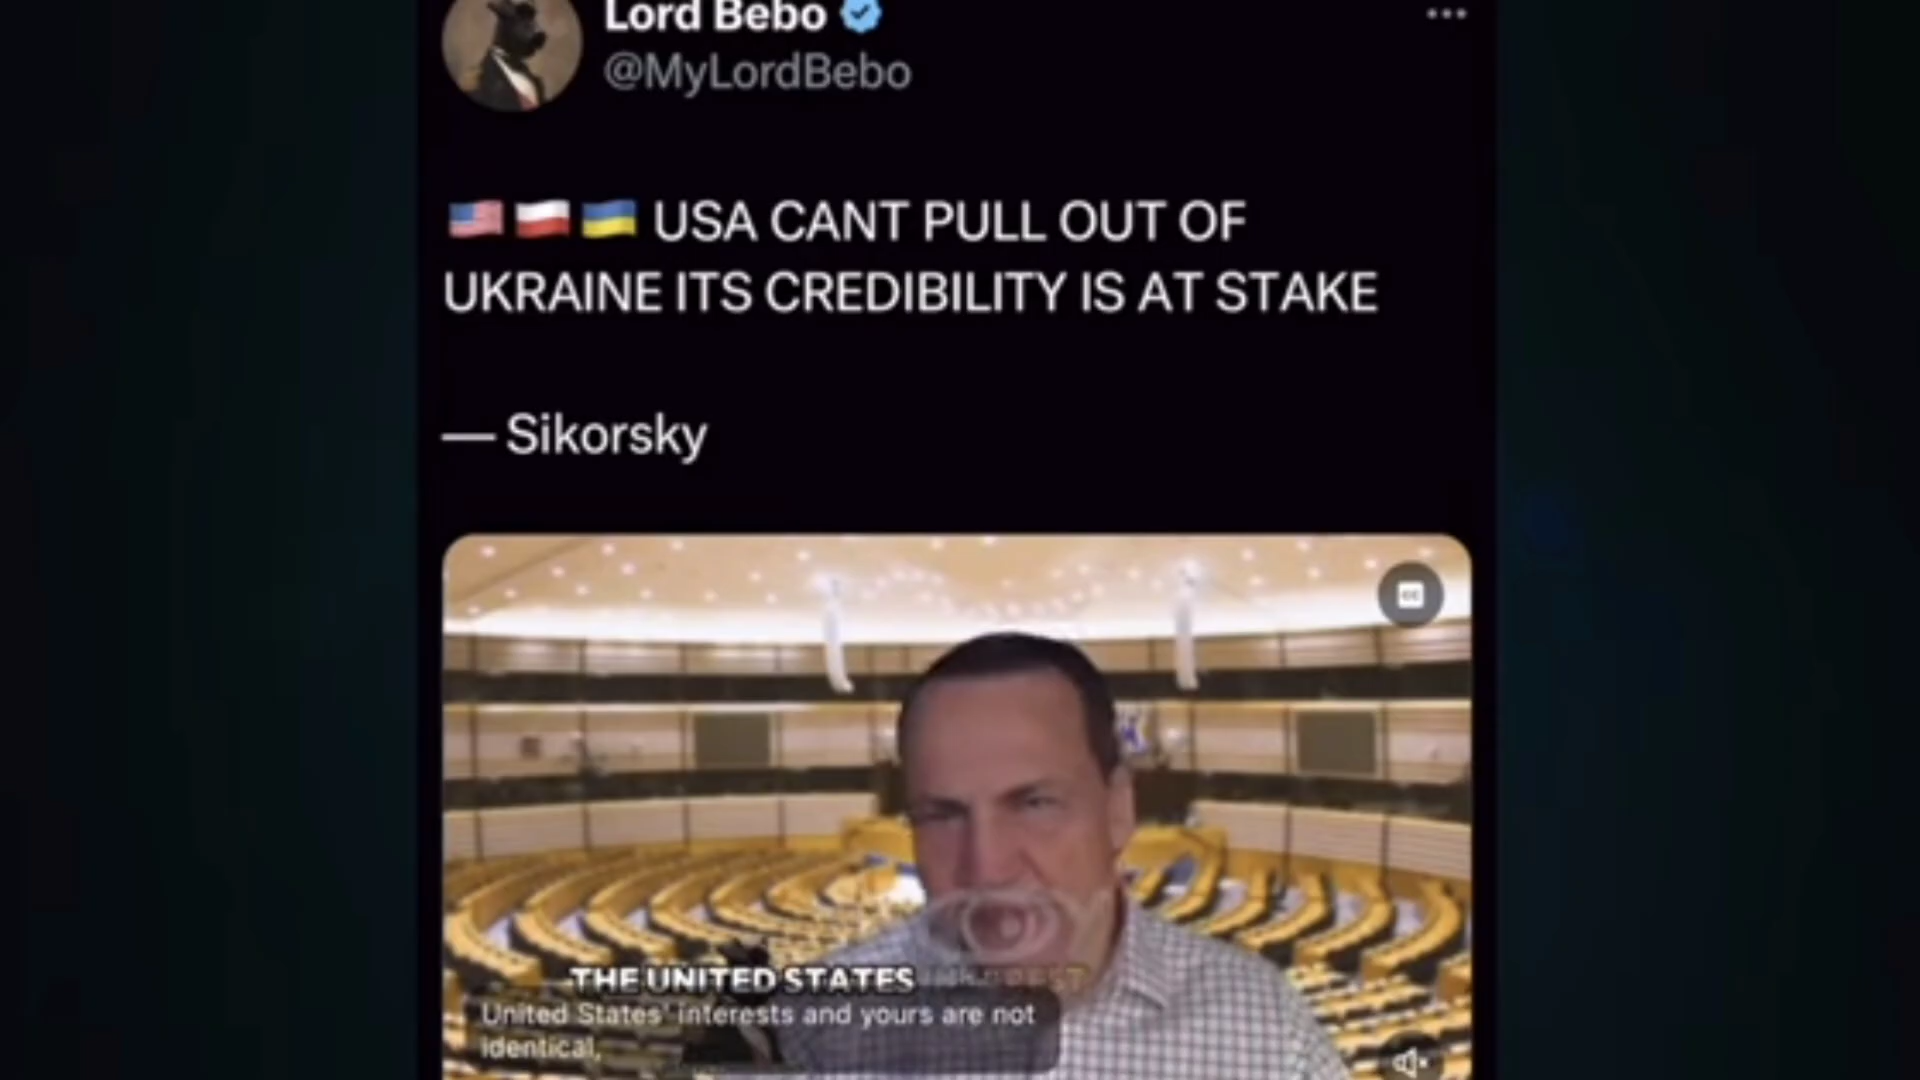 Lord Bebo
@MyLordBebo
USA CANT PULL OUT OF
UKRAINE ITS CREDIBILITY IS AT STAKE
— Sikorsky
THE UNITED STATES
United States' interests and yours are not
identical,